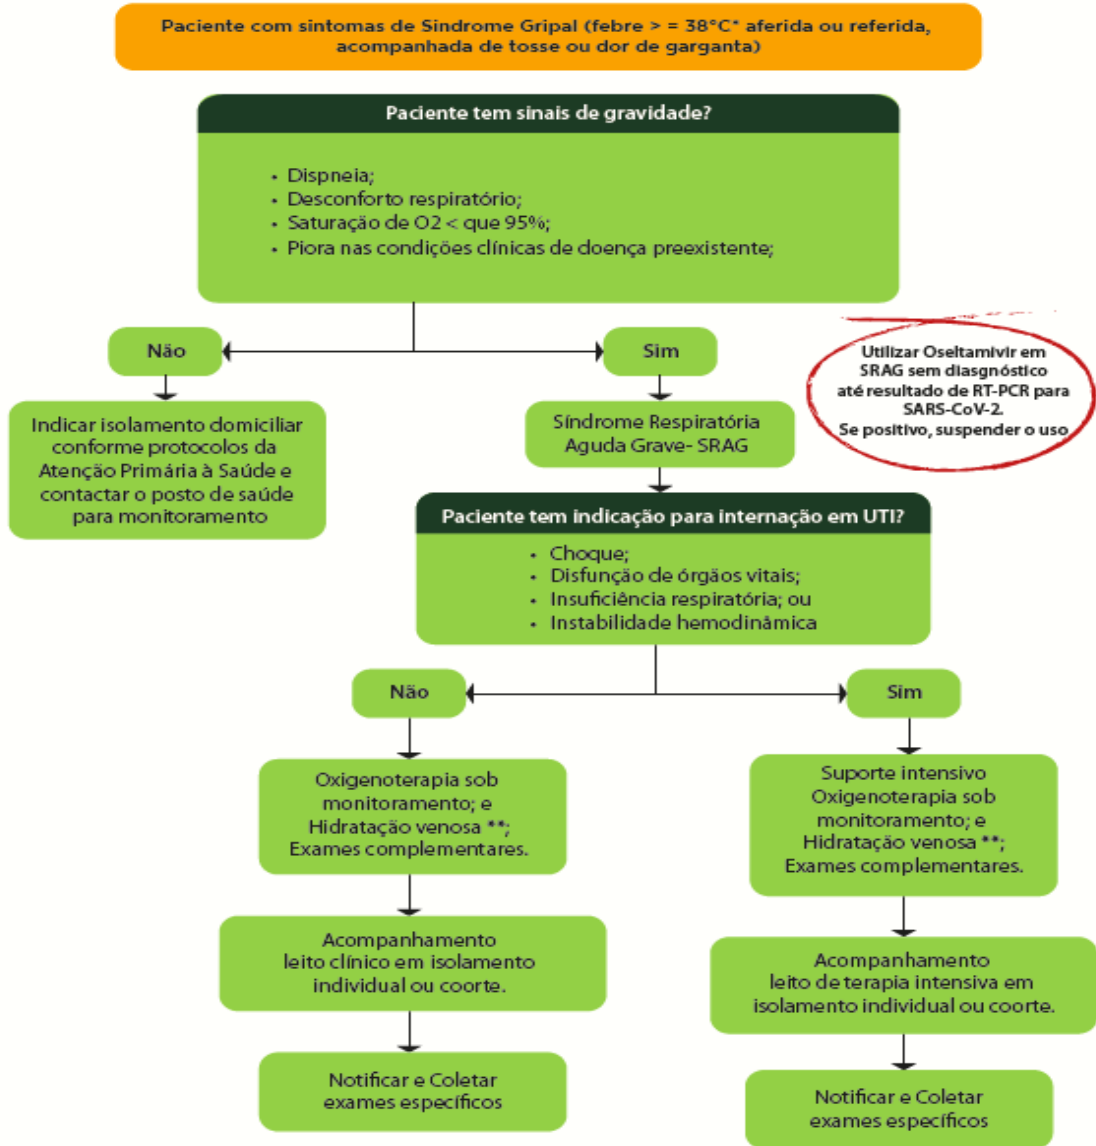 Paciente com sintomas de Síndrome Gripal (febre > = 38°C* aferida ou referida,
acompanhada de tosse ou dor de garganta)
Paciente tem sinais de gravidade?
• Dispneia;
• Desconforto respiratório;
• Saturação de O2 < que 95%;
• Piora nas condições clínicas de doença preexistente;
Não
Sim
Utilizar Oseltamivir em
SRAG sem diasgnóstico
até resultado de RT-PCR para
SARS-CoV-2.
Se positivo, suspender o uso
Indicar isolamento domiciliar
conforme protocolos da
Atenção Primária à Saúde e
contactar o posto de saúde
para monitoramento
Síndrome Respiratória
Aguda Grave- SRAG
Paciente tem indicação para internação em UTI?
• Choque;
• Disfunção de órgãos vitais;
• Insuficiência respiratória; ou
• Instabilidade hemodinâmica
Não
Sim
Oxigenoterapia sob
monitoramento; e
Hidratação venosa **;
Exames complementares.
Suporte intensivo
Oxigenoterapia sob
monitoramento; e
Hidratação venosa **;
Exames complementares.
Acompanhamento
leito clínico em isolamento
individual ou coorte.
Acompanhamento
leito de terapia intensiva em
isolamento individual ou coorte.
Notificar e Coletar
exames específicos
Notificar e Coletar
exames específicos